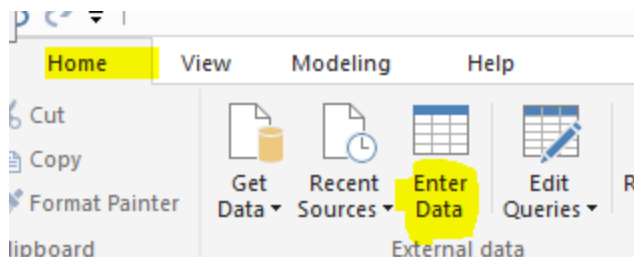 Home View Modeling Help
Cut
Copy
Format Painter
Get Data
Recent Sources
Enter Data
Edit Queries
External data